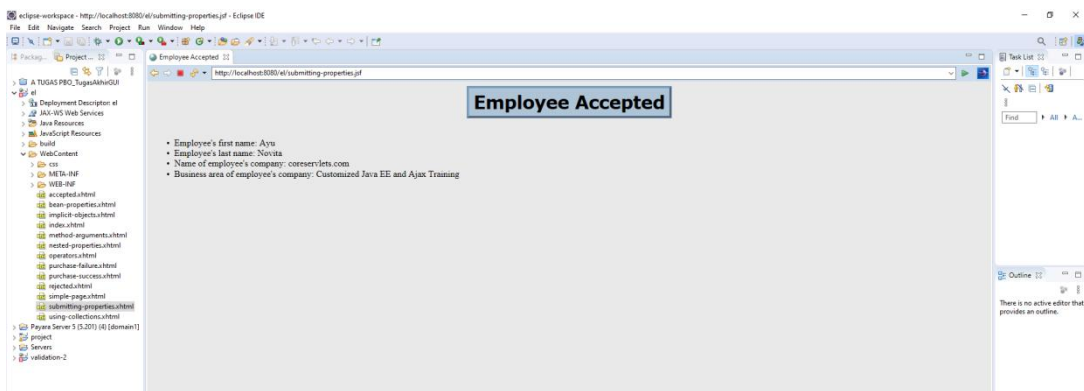 eclipse-workspace - http://localhost:8080/el/submitting-properties.jsf - Eclipse IDE
File Edit Navigate Search Project Run Window Help
Packag... Project...
A TUGAS PBO_TugasAkhirGUI
el
Deployment Descriptor: el
JAX-WS Web Services
Java Resources
JavaScript Resources
build
WebContent
css
META-INF
WEB-INF
accepted.xhtml
bean-properties.xhtml
implicit-objects.xhtml
index.xhtml
method-arguments.xhtml
nested-properties.xhtml
operators.xhtml
purchase-failure.xhtml
purchase-success.xhtml
rejected.xhtml
simple-page.xhtml
submitting-properties.xhtml
using-collections.xhtml
Payara Server 5 (5.201) (4) [domain1]
project
Servers
validation-2
Employee Accepted
http://localhost:8080/el/submitting-properties.jsf
Employee Accepted
• Employee's first name: Ayu
• Employee's last name: Novita
• Name of employee's company: coreservlets.com
• Business area of employee's company: Customized Java EE and Ajax Training
Task List
Find All A...
Outline
There is no active editor that
provides an outline.